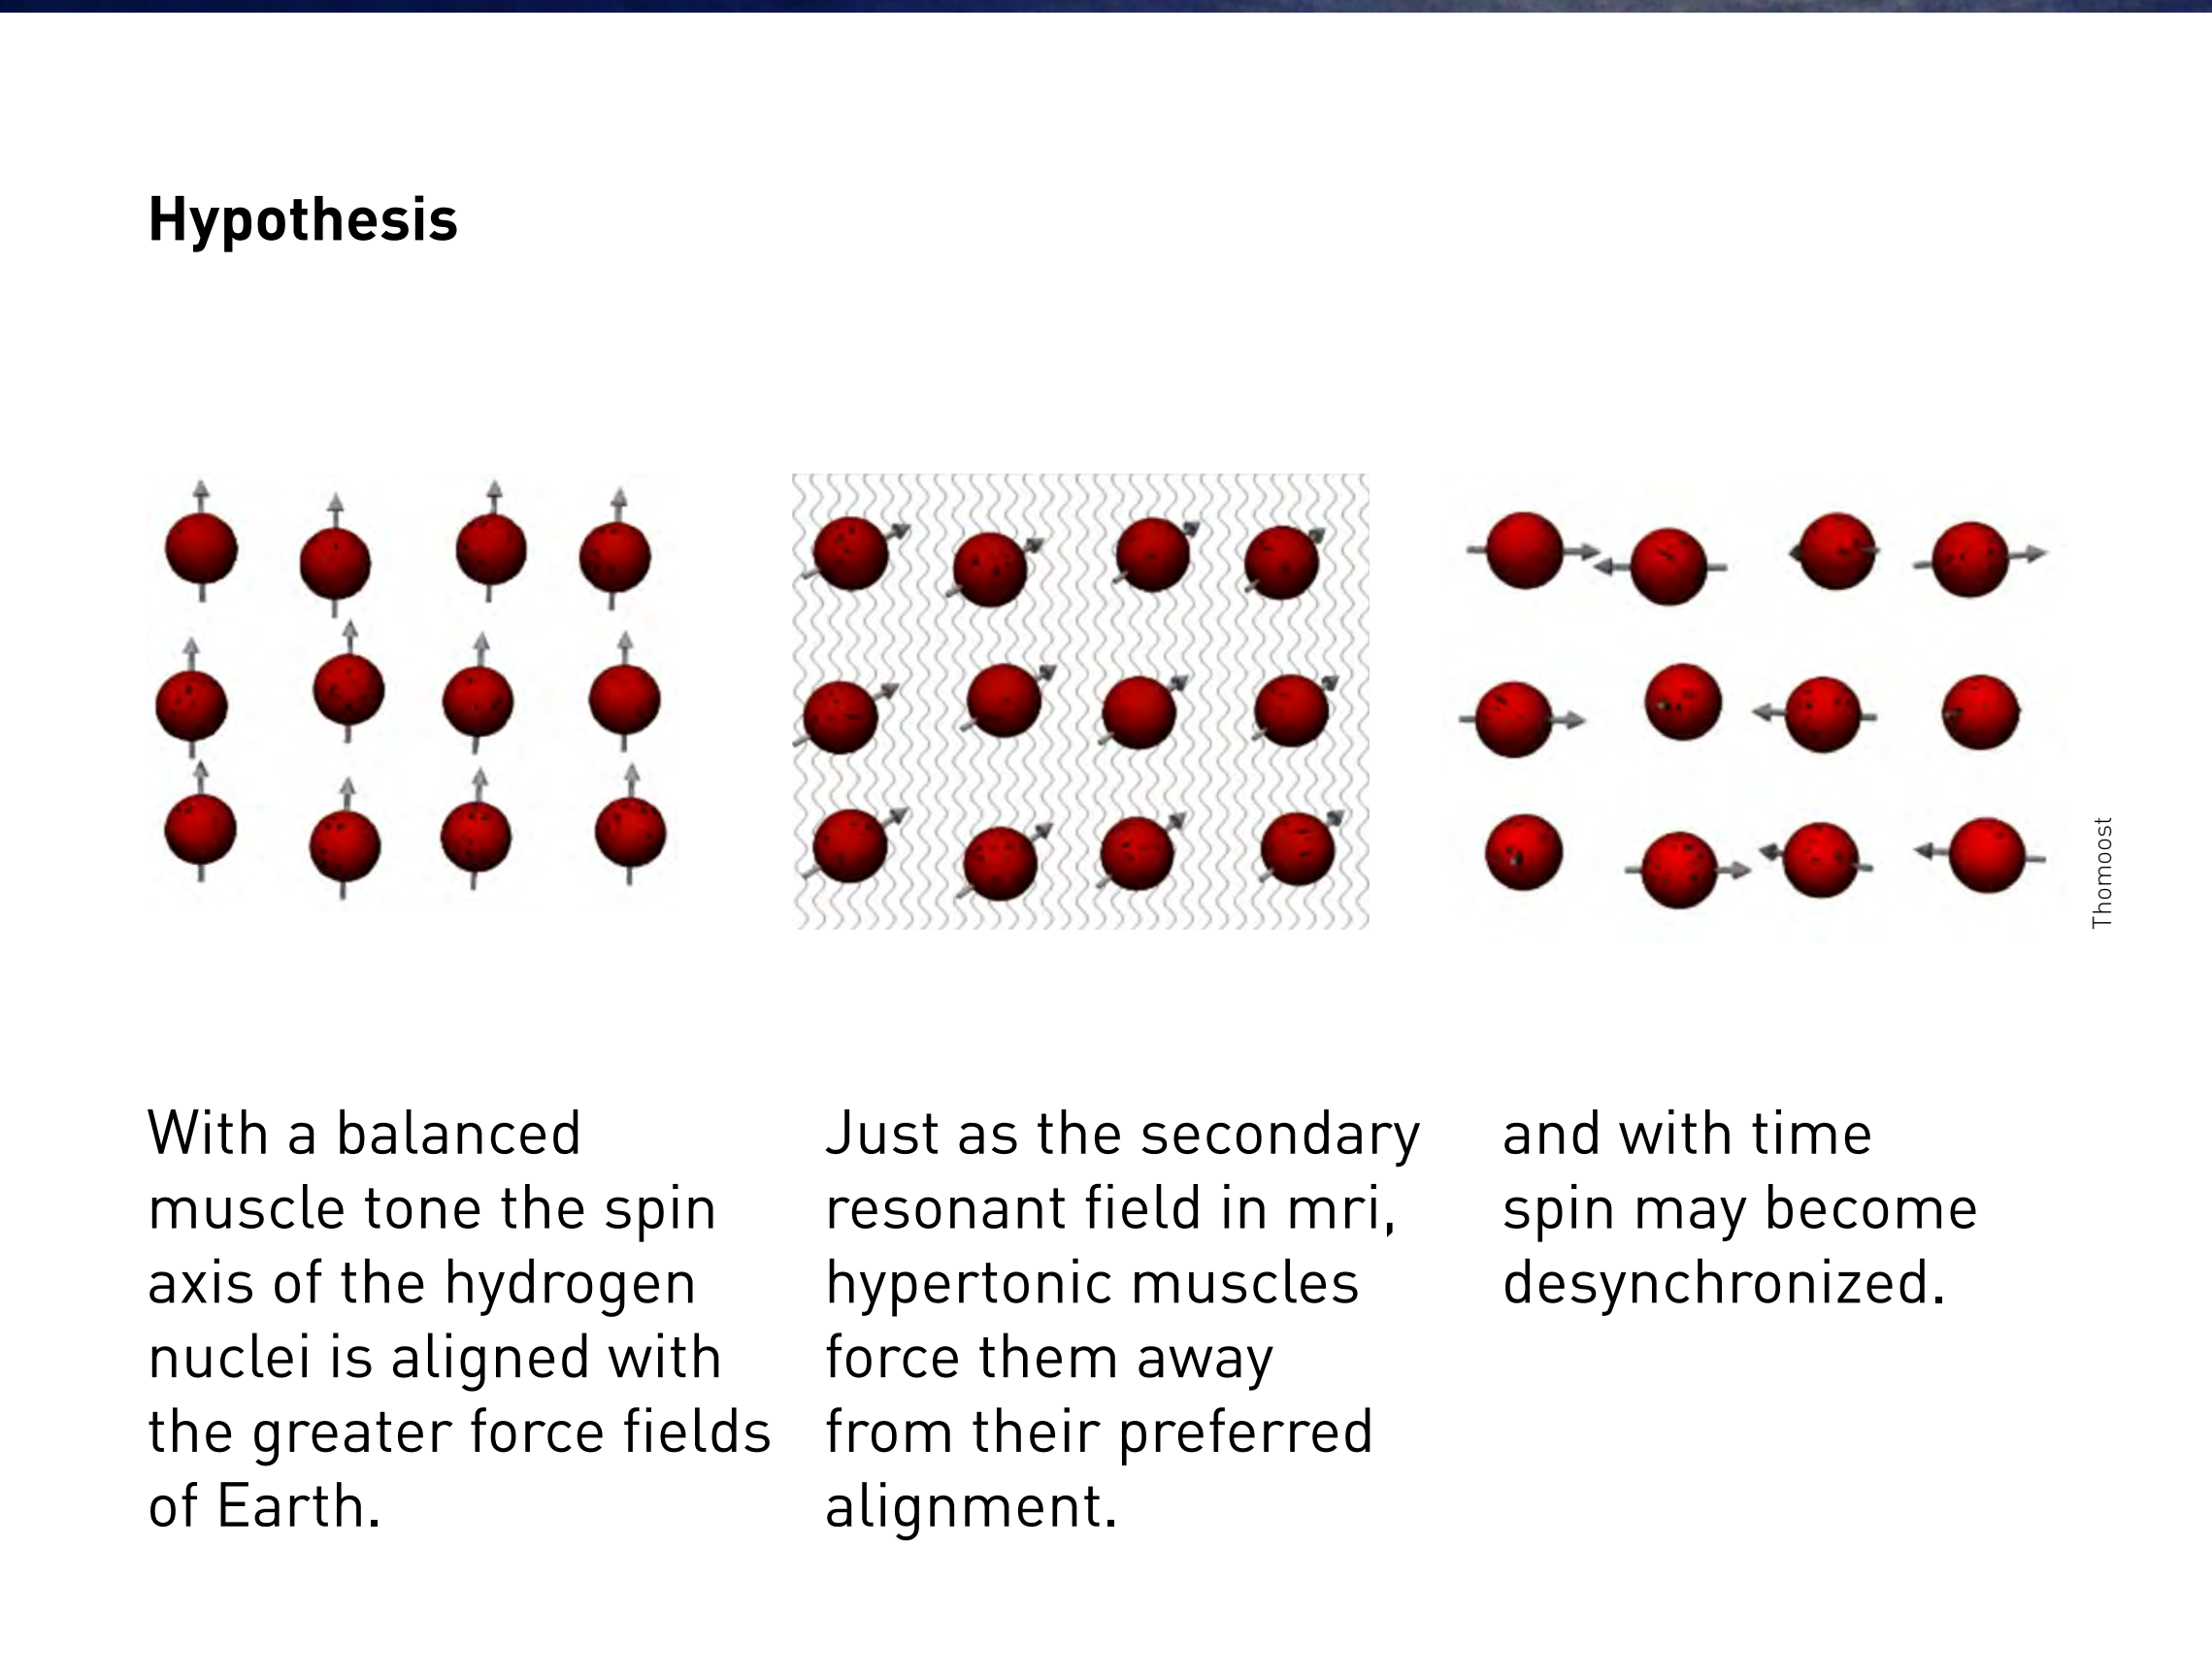 Hypothesis
Thomoost
With a balanced
muscle tone the spin
axis of the hydrogen
nuclei is aligned with
the greater force fields
of Earth.
Just as the secondary
resonant field in mri,
hypertonic muscles
force them away
from their preferred
alignment.
and with time
spin may become
desynchronized.